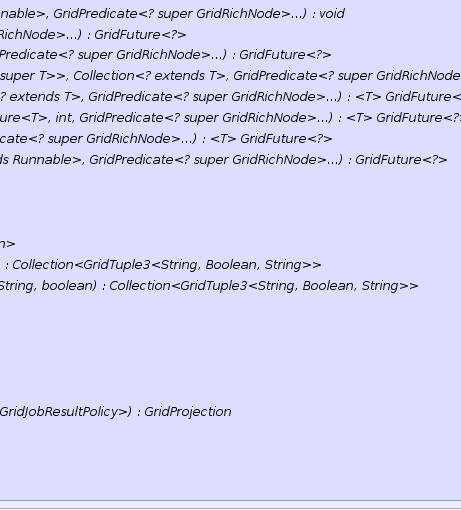 nnable>, GridPredicate<? super GridRichNode>...) : void
RichNode>...) : GridFuture<?>
Predicate<? super GridRichNode>...) : GridFuture<?>
super T>>, Collection<? extends T>, GridPredicate<? super GridRichNode
? extends T>, GridPredicate<? super GridRichNode>...) : <T> GridFuture<
ure<T>, int, GridPredicate<? super GridRichNode>...) : <T> GridFuture<?>
cate<? super GridRichNode>...) : <T> GridFuture<?>
ds Runnable>, GridPredicate<? super GridRichNode>...) : GridFuture<?>
n>
) : Collection<GridTuple3<String, Boolean, String>>
String, boolean) : Collection<GridTuple3<String, Boolean, String>>
GridJobResultPolicy>) : GridProjection